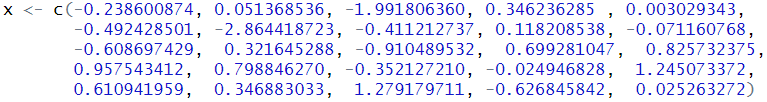 x <- c(-0.238600874, 0.051368536, -1.991806360, 0.346236285 , 0.003029343,
-0.492428501, -2.864418723, -0.411212737, 0.118208538, -0.071160768,
-0.608697429, 0.321645288, -0.910489532, 0.699281047, 0.825732375,
0.957543412, 0.798846270, -0.352127210, -0.024946828, 1.245073372,
0.610941959, 0.346883033, 1.279179711, -0.626845842, 0.025263272)